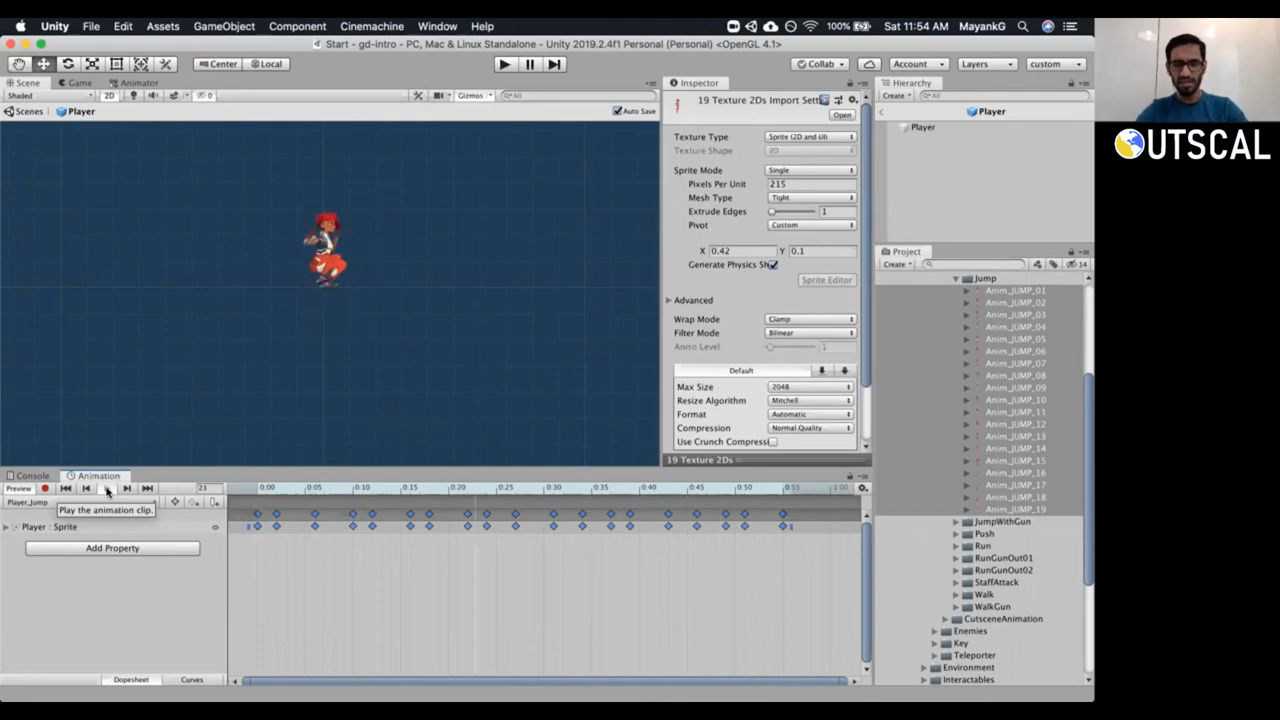 Unity File Edit Assets GameObject Component Cinemachine Window Help 100% Sat 11:54 AM MayankG
Start - gd-intro - PC, Mac & Linux Standalone - Unity 2019.2.4f1 Personal (Personal) <OpenGL 4.1>
Center Local Collab Account Layers custom
Scene Game Animator Inspector Hierarchy
Shaded 2D 0 Gizmos All Create All
Scenes Player Auto Save
19 Texture 2Ds Import Sett
Open
Player
Player
Texture Type Sprite (2D and UI)
Texture Shape 2D
Sprite Mode Single
Pixels Per Unit 215
Mesh Type Tight
Extrude Edges 1
Pivot Custom
X 0.42 Y 0.1
Generate Physics Sh
Sprite Editor
Advanced
Wrap Mode Clamp
Filter Mode Bilinear
Aniso Level 1
Default
Max Size 2048
Resize Algorithm Mitchell
Format Automatic
Compression Normal Quality
Use Crunch Compressi
19 Texture 2Ds
Project
Create 14
Jump
Anim_JUMP_01
Anim_JUMP_02
Anim_JUMP_03
Anim_JUMP_04
Anim_JUMP_05
Anim_JUMP_06
Anim_JUMP_07
Anim_JUMP_08
Anim_JUMP_09
Anim_JUMP_10
Anim_JUMP_11
Anim_JUMP_12
Anim_JUMP_13
Anim_JUMP_14
Anim_JUMP_15
Anim_JUMP_16
Anim_JUMP_17
Anim_JUMP_18
Anim_JUMP_19
JumpWithGun
Push
Run
RunGunOut01
RunGunOut02
StaffAttack
Walk
WalkGun
CutsceneAnimation
Enemies
Key
Teleporter
Environment
Interactables
Console Animation
Preview 23 0:00 0:05 0:10 0:15 0:20 0:25 0:30 0:35 0:40 0:45 0:50 0:55 1:00
Player_Jump
Play the animation clip.
Player : Sprite
Add Property
Dopesheet Curves
OUTSCAL